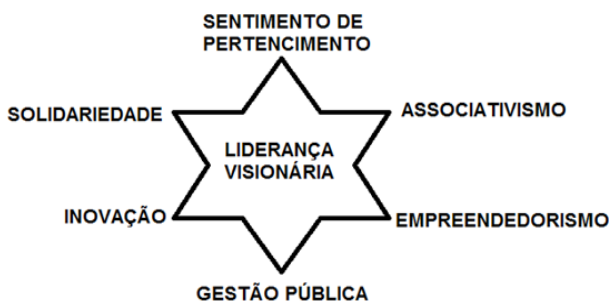 SENTIMENTO DE
PERTENCIMENTO
SOLIDARIEDADE
ASSOCIATIVISMO
LIDERANÇA
VISIONÁRIA
INOVAÇÃO
EMPREENDEDORISMO
GESTÃO PÚBLICA